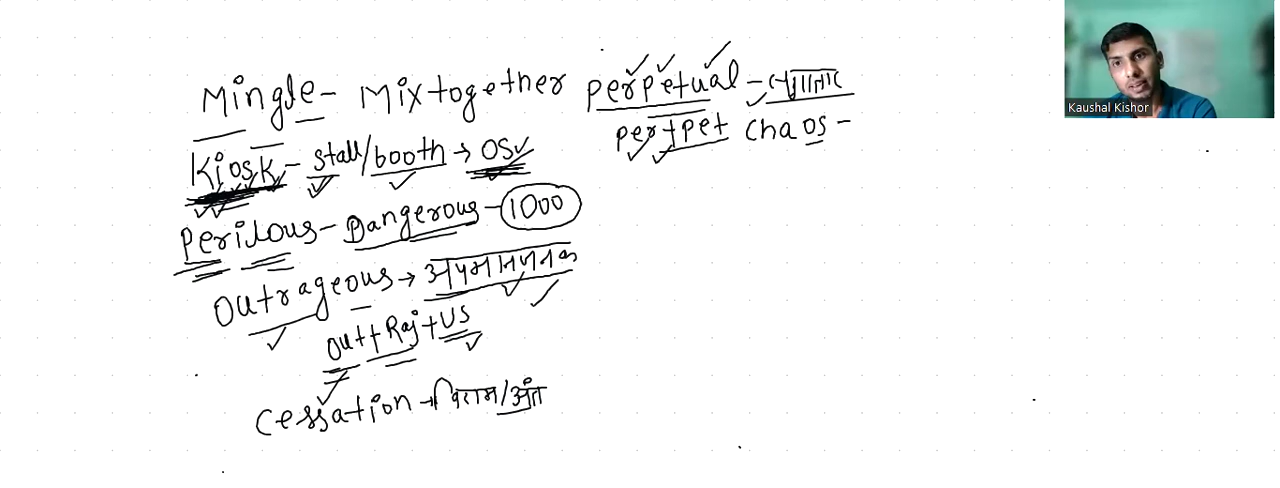 Mingle- Mix together
Kiosk - stall/booth → OS
Perilous - Dangerous - 1000
Outrageous → अपमानजनक
Out + Raj + US
Cessation → विराम/अंत
Perpetual - लगातार
Per + Pet
Chaos -
Kaushal Kishor